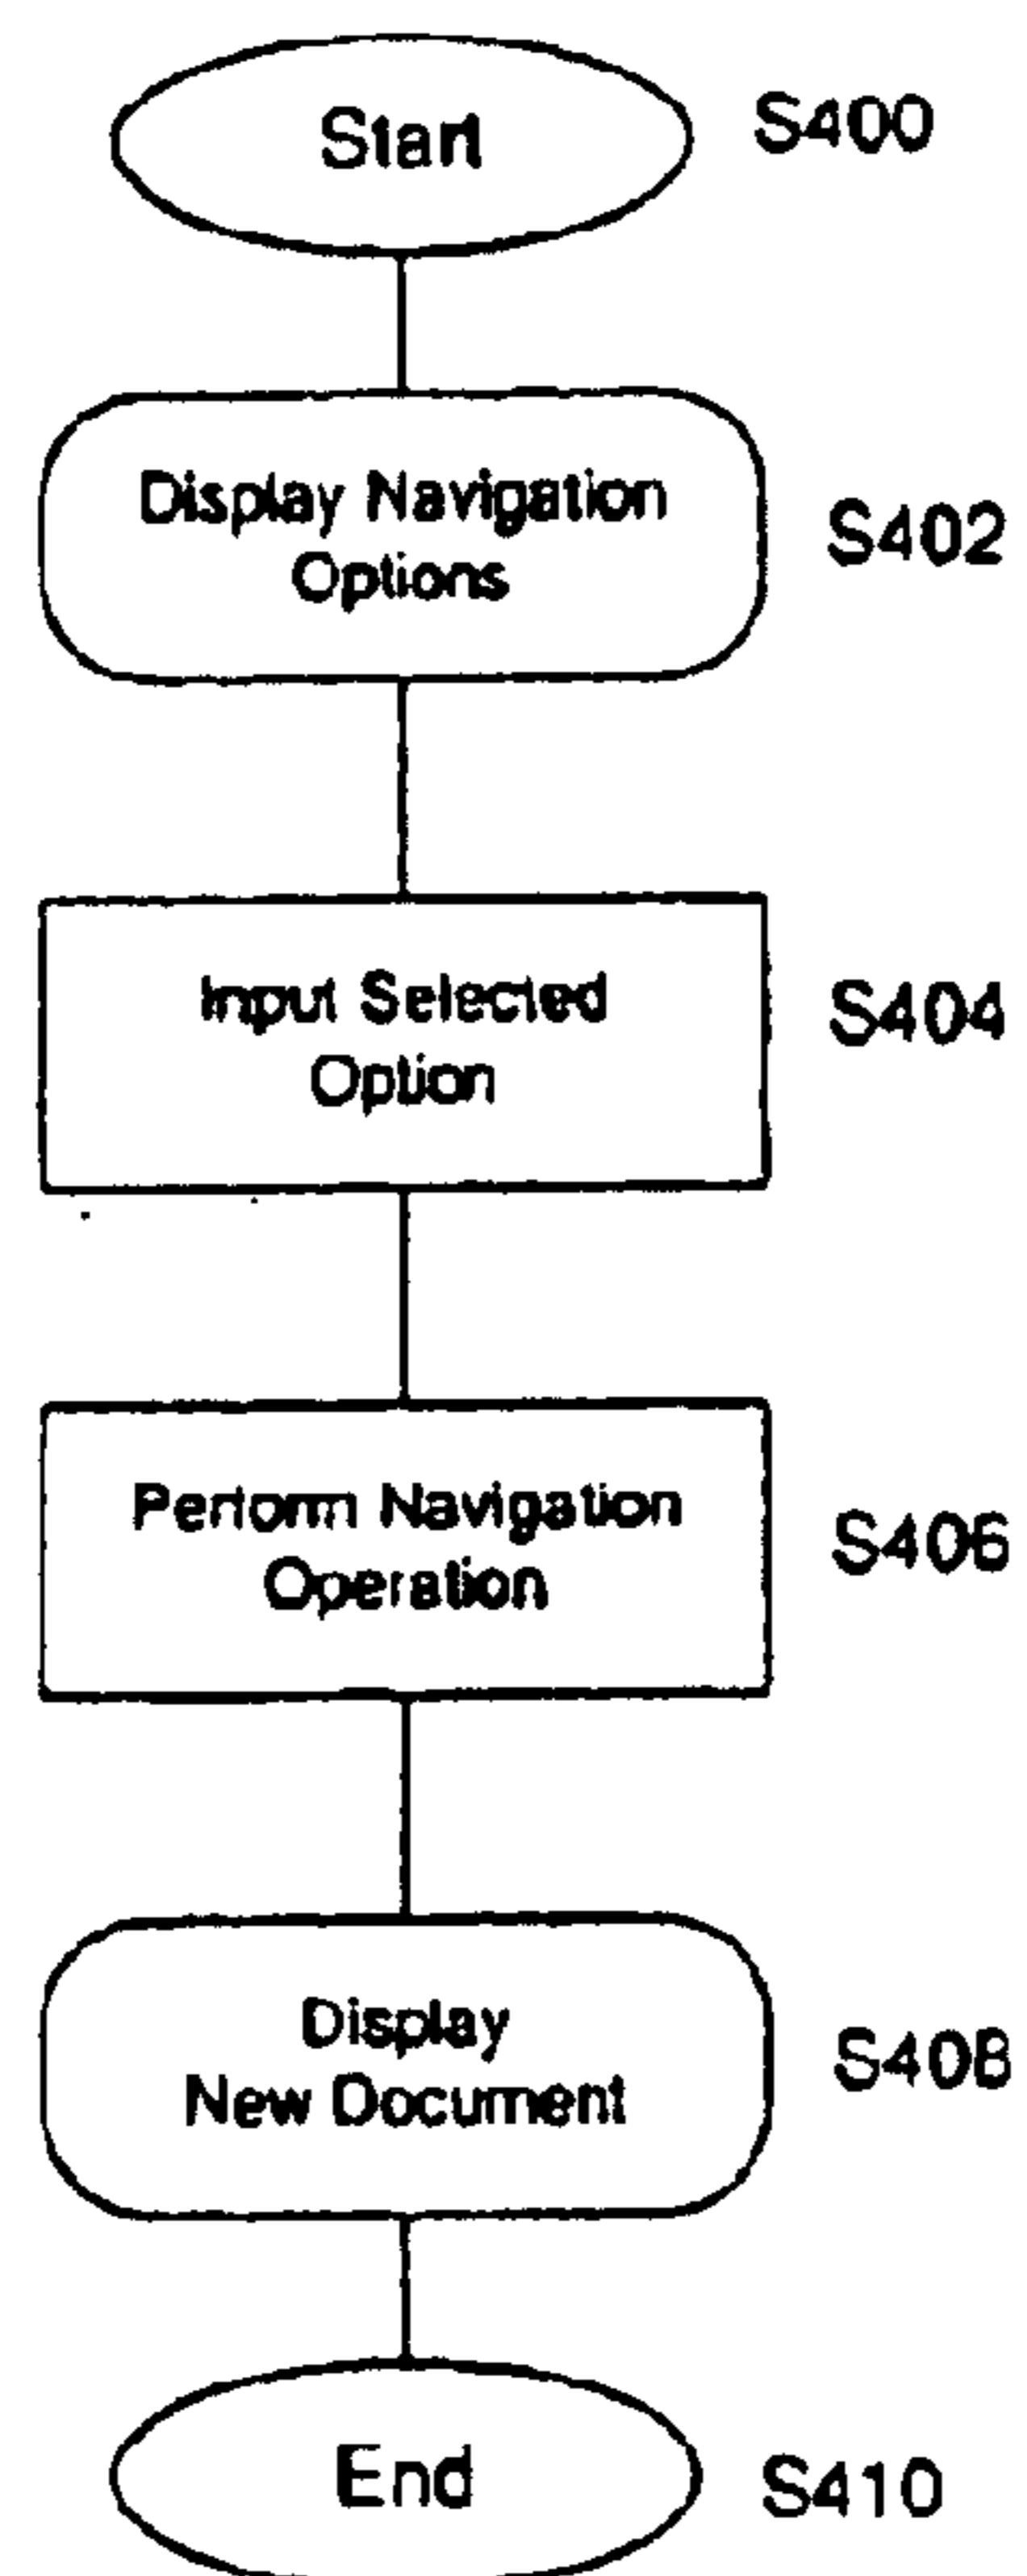 Start
S400
Display Navigation
Options
S402
Input Selected
Option
S404
Perform Navigation
Operation
S406
Display
New Document
S408
End
S410